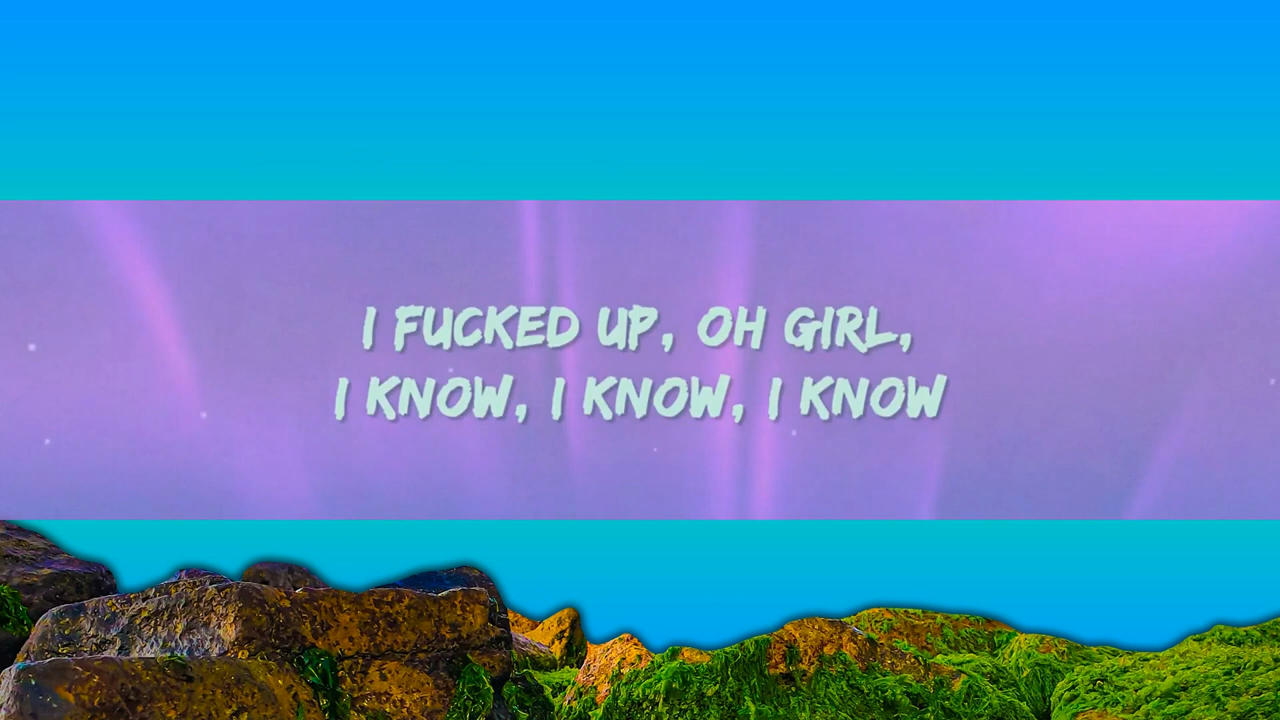 I FUCKED UP, OH GIRL,
I KNOW, I KNOW, I KNOW